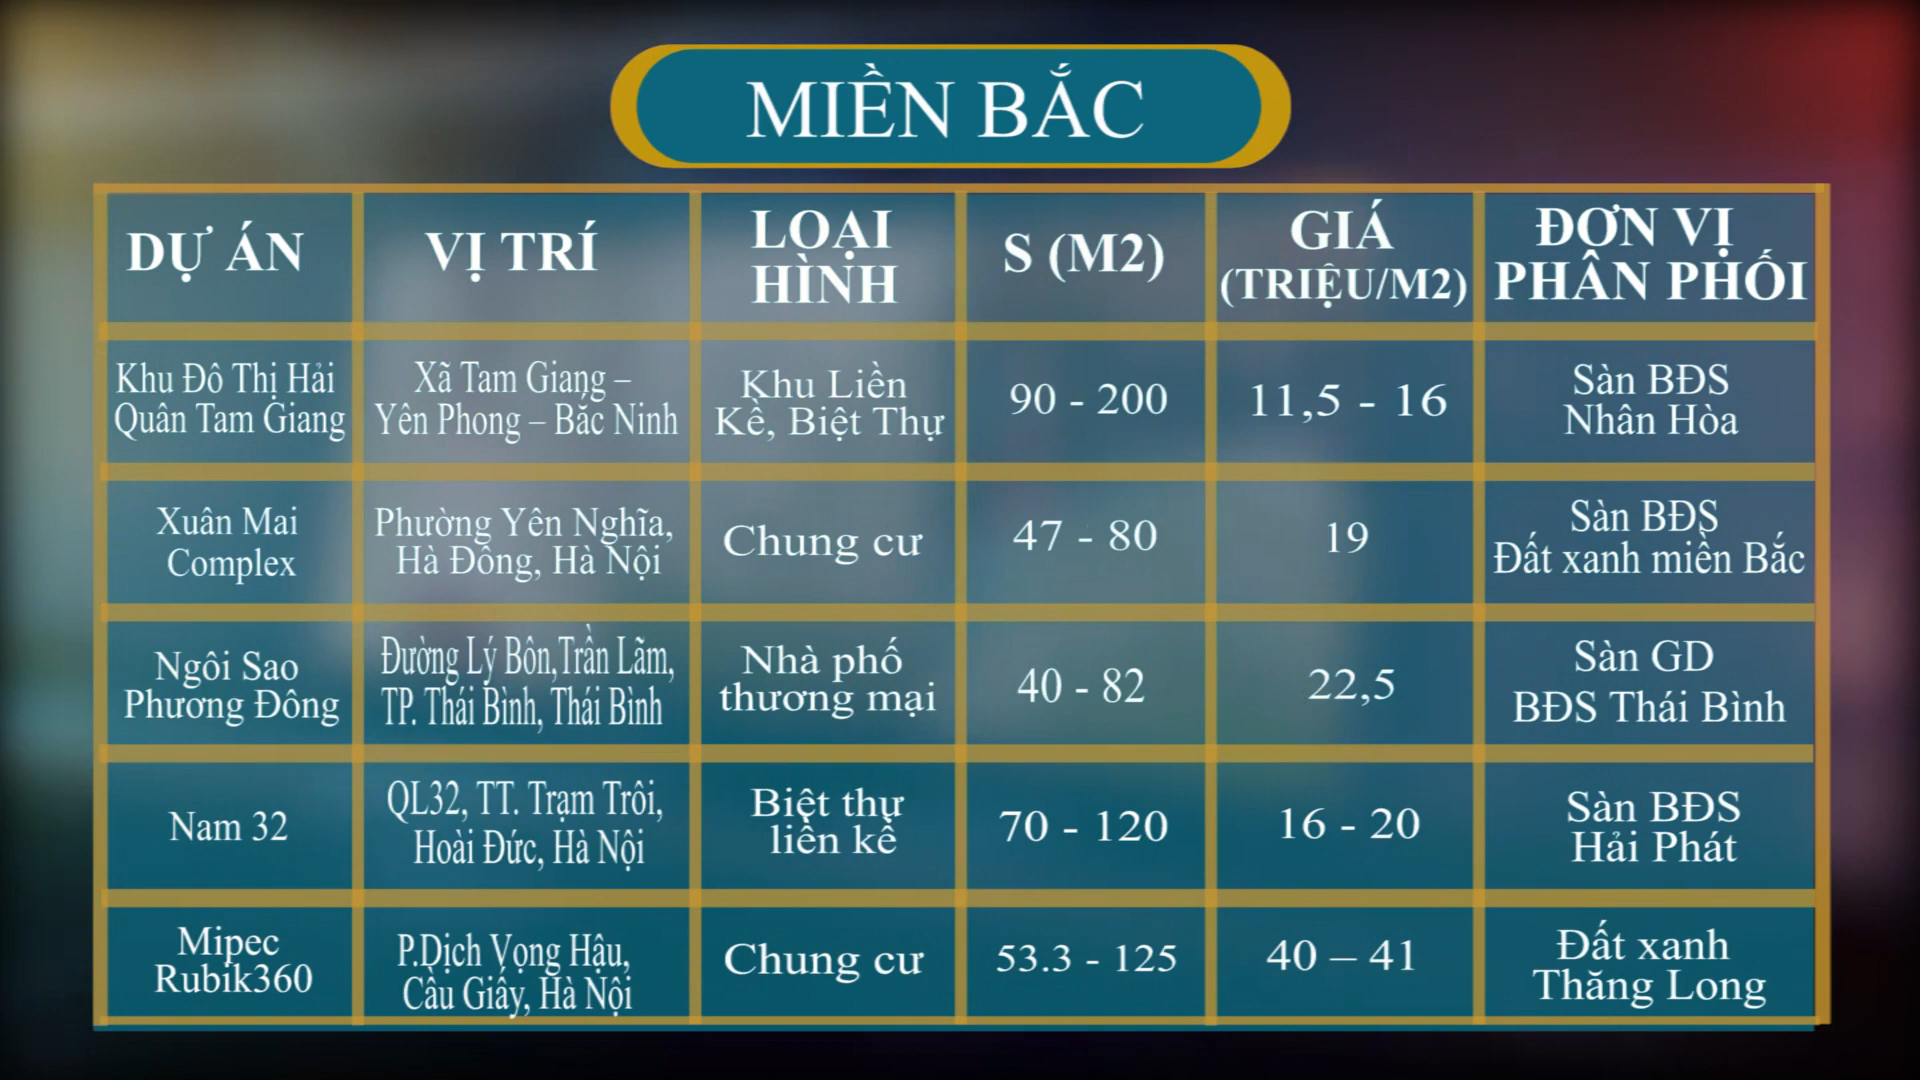 MIỀN BẮC
DỰ ÁN
VỊ TRÍ
LOẠI
HÌNH
S (M2)
GIÁ
(TRIỆU/M2)
ĐƠN VỊ
PHÂN PHỐI
Khu Đô Thị Hải
Quân Tam Giang
Xã Tam Giang –
Yên Phong – Bắc Ninh
Khu Liền
Kề, Biệt Thự
90 - 200
11,5 - 16
Sàn BĐS
Nhân Hòa
Xuân Mai
Complex
Phường Yên Nghĩa,
Hà Đông, Hà Nội
Chung cư
47 - 80
19
Sàn BĐS
Đất xanh miền Bắc
Ngôi Sao
Phương Đông
Đường Lý Bôn,Trần Lãm,
TP. Thái Bình, Thái Bình
Nhà phố
thương mại
40 - 82
22,5
Sàn GD
BĐS Thái Bình
Nam 32
QL32, TT. Trạm Trôi,
Hoài Đức, Hà Nội
Biệt thự
liền kề
70 - 120
16 - 20
Sàn BĐS
Hải Phát
Mipec
Rubik360
P.Dịch Vọng Hậu,
Cầu Giấy, Hà Nội
Chung cư
53.3 - 125
40 – 41
Đất xanh
Thăng Long